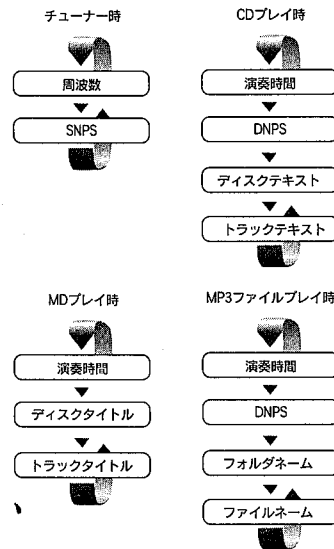 チューナー時
周波数
SNPS
CDプレイ時
演奏時間
DNPS
ディスクテキスト
トラックテキスト
MDプレイ時
演奏時間
ディスクタイトル
トラックタイトル
MP3ファイルプレイ時
演奏時間
DNPS
フォルダネーム
ファイルネーム